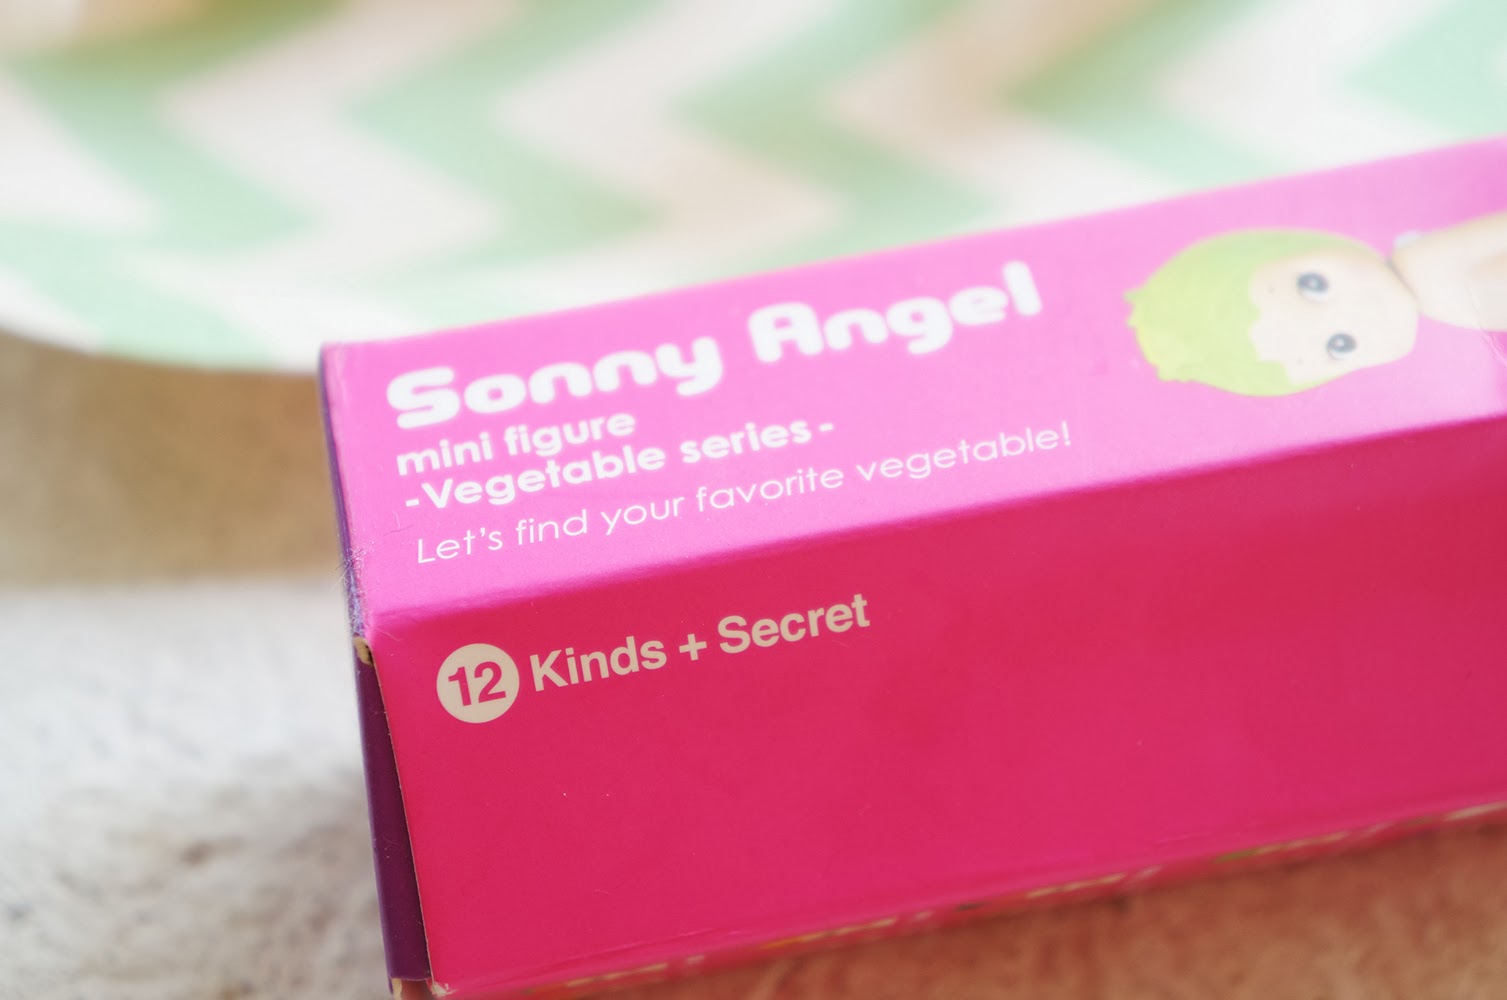 Sonny Angel
mini figure
-Vegetable series-
Let's find your favorite vegetable!
12 Kinds + Secret